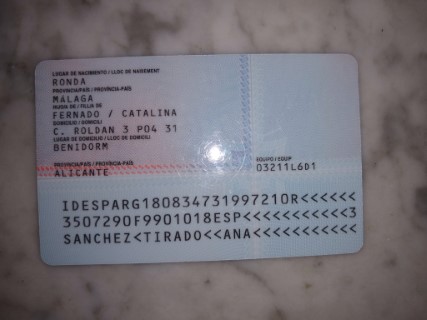 LUGAR DE NACIMIENTO / LLOC DE NAIXEMENT
RONDA
PROVINCIA/PAÍS / PROVÍNCIA-PAÍS
MÁLAGA
HIJO/A DE / FILL/A DE
FERNADO / CATALINA
DOMICILIO / DOMICILI
C. ROLDAN 3 P04 31
LUGAR DE DOMICILIO / LLOC DE DOMICILI
BENIDORM
PROVINCIA/PAÍS / PROVÍNCIA-PAÍS
ALICANTE
EQUIPO / EQUIP
03211L6D1
IDESPARG180834731997210R<<<<<<
3507290F9901018ESP<<<<<<<<<<<3
SANCHEZ<TIRADO<<ANA<<<<<<<<<<<